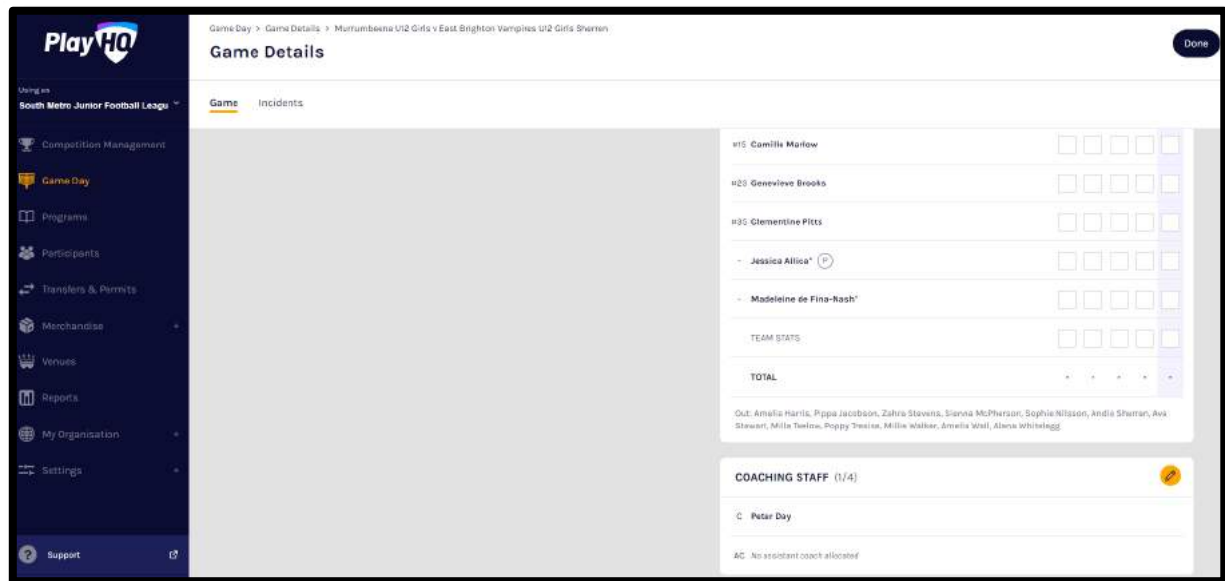 PlayHQ
Game Day > Game Details > Murrumbeena U12 Girls v East Brighton Vampires U12 Girls Sherren
Game Details
Done
Using as
South Metro Junior Football Leagu
Game Incidents
Competition Management
Game Day
Programs
Participants
Transfers & Permits
Merchandise +
Venues
Reports
My Organisation +
Settings +
? Support
#15 Camille Marlow
#23 Genevieve Brooks
#35 Clementine Pitts
- Jessica Allica* P
- Madeleine de Fina-Nash*
TEAM STATS
TOTAL - - - - -
Out: Amelia Harris, Pippa Jacobson, Zahra Stevens, Sienna McPherson, Sophie Nilsson, Andie Sherren, Ava
Stewart, Milla Poppy Millie Walker, Amelia Wall, Alana Whitelegg
COACHING STAFF (1/4)
C Peter Day
AC No assistant coach allocated